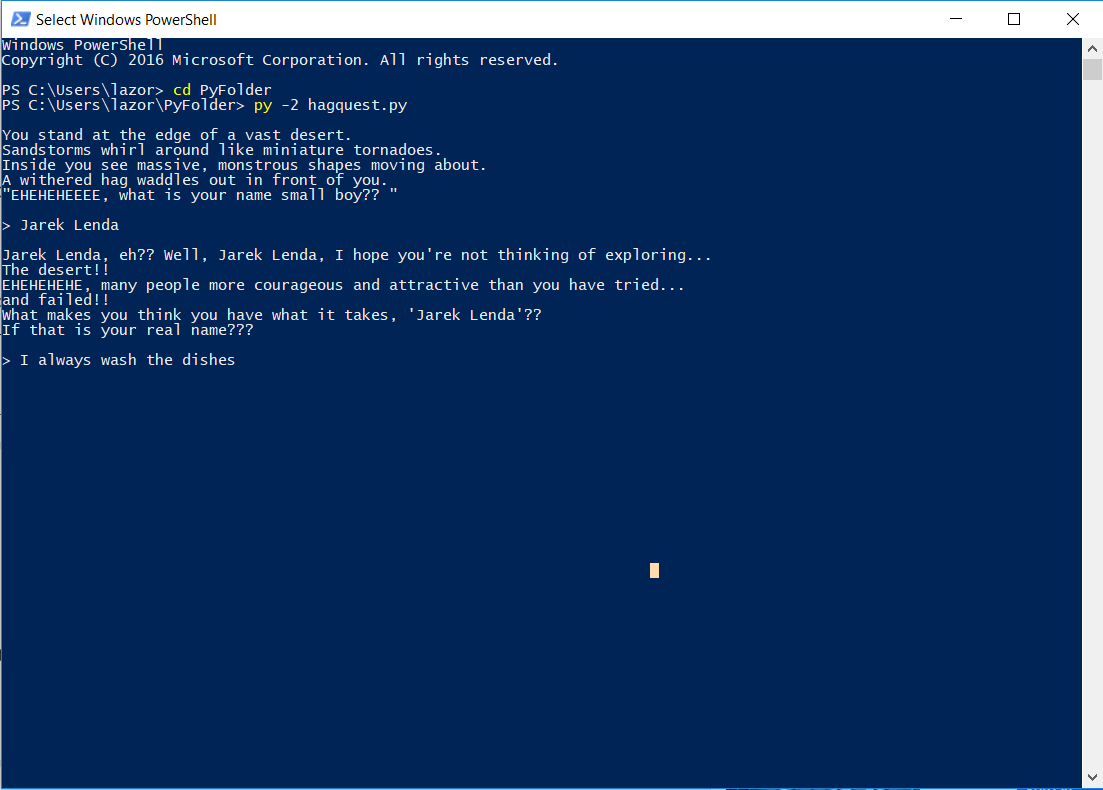 Select Windows PowerShell
Windows PowerShell
Copyright (C) 2016 Microsoft Corporation. All rights reserved.
PS C:\Users\lazor> cd PyFolder
PS C:\Users\lazor\PyFolder> py -2 hagquest.py
You stand at the edge of a vast desert.
Sandstorms whirl around like miniature tornadoes.
Inside you see massive, monstrous shapes moving about.
A withered hag waddles out in front of you.
"EHEHEHEEEE, what is your name small boy?? "
> Jarek Lenda
Jarek Lenda, eh?? Well, Jarek Lenda, I hope you're not thinking of exploring...
The desert!!
EHEHEHEHE, many people more courageous and attractive than you have tried...
and failed!!
What makes you think you have what it takes, 'Jarek Lenda'??
If that is your real name???
> I always wash the dishes